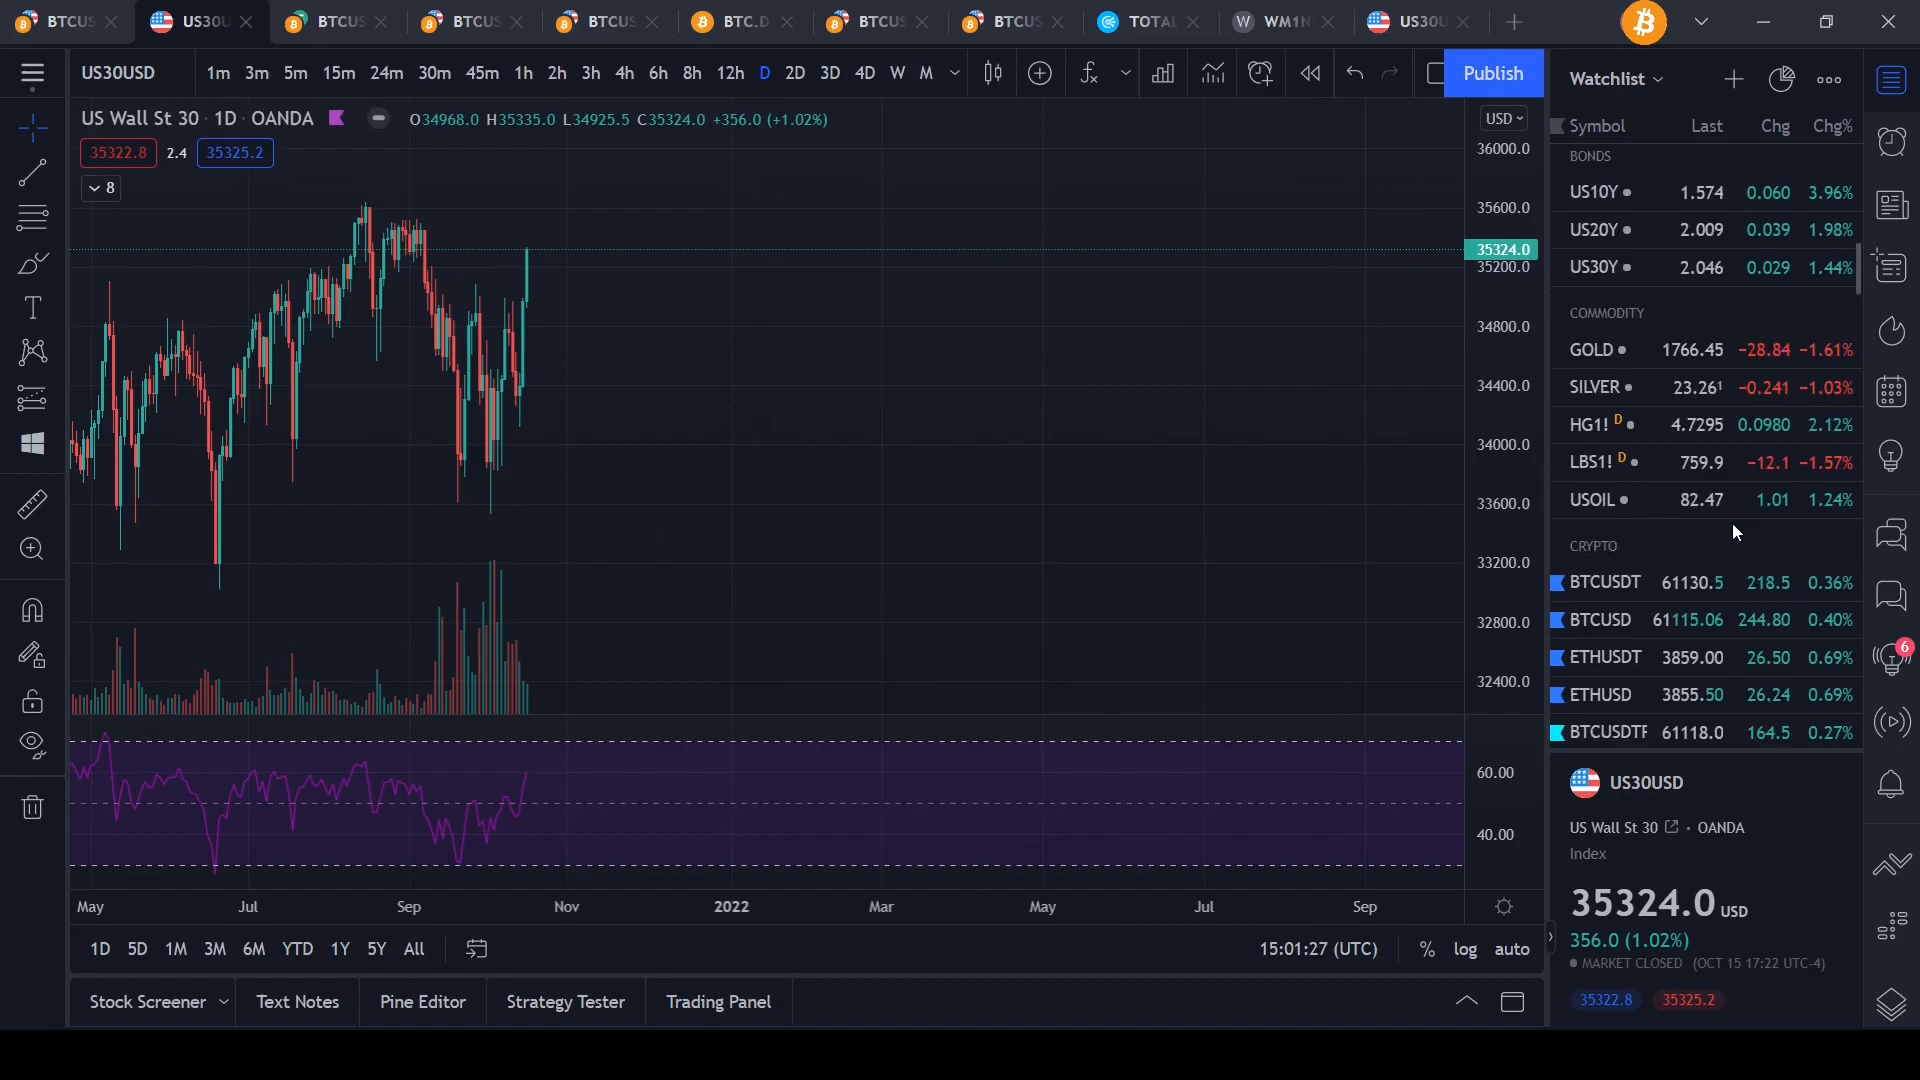 BTCUS US30U BTCUS BTCUS BTCUS BTC.D BTCUS BTCUS TOTAL WM1N US30U
US30USD 1m 3m 5m 15m 24m 30m 45m 1h 2h 3h 4h 6h 8h 12h D 2D 3D 4D W M Publish
US Wall St 30 · 1D · OANDA O34968.0 H35335.0 L34925.5 C35324.0 +356.0 (+1.02%)
35322.8 2.4 35325.2
8
USD
36000.0
35600.0
35324.0
35200.0
34800.0
34400.0
34000.0
33600.0
33200.0
32800.0
32400.0
60.00
40.00
May Jul Sep Nov 2022 Mar May Jul Sep
1D 5D 1M 3M 6M YTD 1Y 5Y All 15:01:27 (UTC) % log auto
Stock Screener Text Notes Pine Editor Strategy Tester Trading Panel
Watchlist
Symbol Last Chg Chg%
BONDS
US10Y 1.574 0.060 3.96%
US20Y 2.009 0.039 1.98%
US30Y 2.046 0.029 1.44%
COMMODITY
GOLD 1766.45 −28.84 −1.61%
SILVER 23.261 −0.241 −1.03%
HG1! D 4.7295 0.0980 2.12%
LBS1! D 759.9 −12.1 −1.57%
USOIL 82.47 1.01 1.24%
CRYPTO
BTCUSDT 61130.5 218.5 0.36%
BTCUSD 61115.06 244.80 0.40%
ETHUSDT 3859.00 26.50 0.69%
ETHUSD 3855.50 26.24 0.69%
BTCUSDTF 61118.0 164.5 0.27%
US30USD
US Wall St 30 · OANDA
Index
35324.0 USD
356.0 (1.02%)
MARKET CLOSED (OCT 15 17:22 UTC-4)
35322.8 35325.2
6